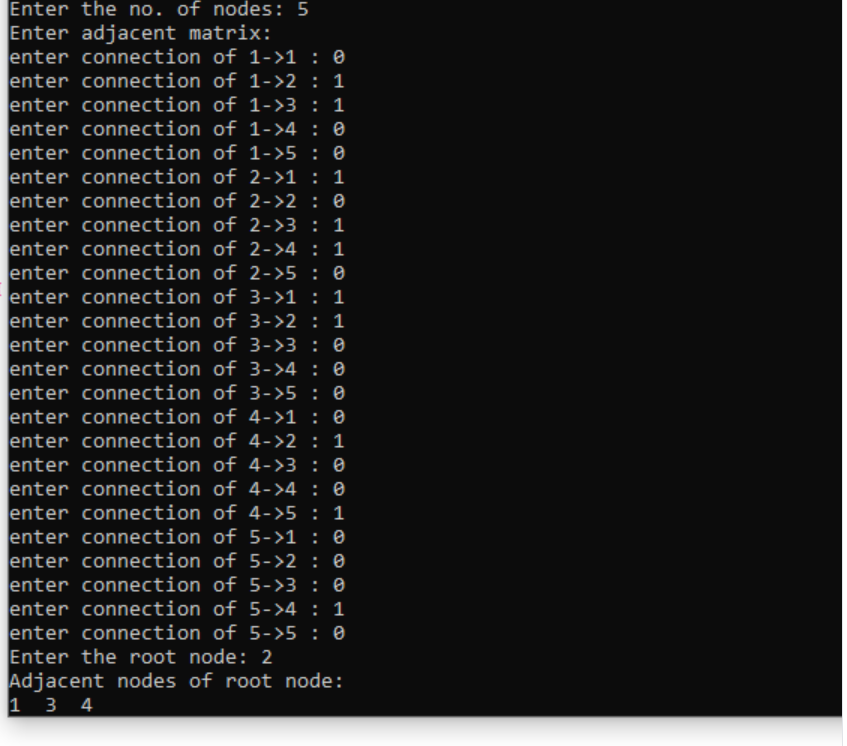 Enter the no. of nodes: 5
Enter adjacent matrix:
enter connection of 1->1 : 0
enter connection of 1->2 : 1
enter connection of 1->3 : 1
enter connection of 1->4 : 0
enter connection of 1->5 : 0
enter connection of 2->1 : 1
enter connection of 2->2 : 0
enter connection of 2->3 : 1
enter connection of 2->4 : 1
enter connection of 2->5 : 0
enter connection of 3->1 : 1
enter connection of 3->2 : 1
enter connection of 3->3 : 0
enter connection of 3->4 : 0
enter connection of 3->5 : 0
enter connection of 4->1 : 0
enter connection of 4->2 : 1
enter connection of 4->3 : 0
enter connection of 4->4 : 0
enter connection of 4->5 : 1
enter connection of 5->1 : 0
enter connection of 5->2 : 0
enter connection of 5->3 : 0
enter connection of 5->4 : 1
enter connection of 5->5 : 0
Enter the root node: 2
Adjacent nodes of root node:
1  3  4